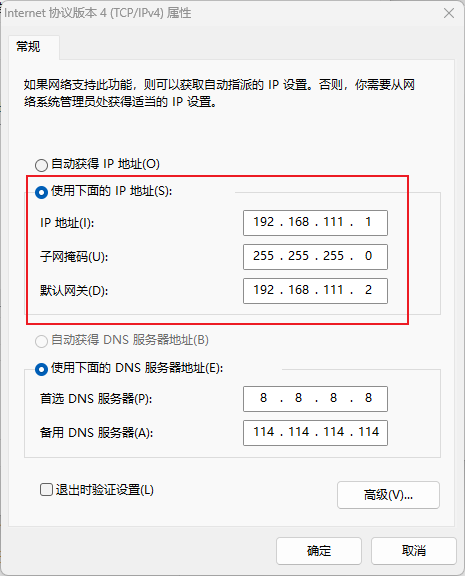 Internet 协议版本 4 (TCP/IPv4) 属性
常规
如果网络支持此功能，则可以获取自动指派的 IP 设置。否则，你需要从网
络系统管理员处获得适当的 IP 设置。
自动获得 IP 地址(O)
使用下面的 IP 地址(S):
IP 地址(I): 192 . 168 . 111 . 1
子网掩码(U): 255 . 255 . 255 . 0
默认网关(D): 192 . 168 . 111 . 2
自动获得 DNS 服务器地址(B)
使用下面的 DNS 服务器地址(E):
首选 DNS 服务器(P): 8 . 8 . 8 . 8
备用 DNS 服务器(A): 114 . 114 . 114 . 114
退出时验证设置(L)
高级(V)...
确定 取消